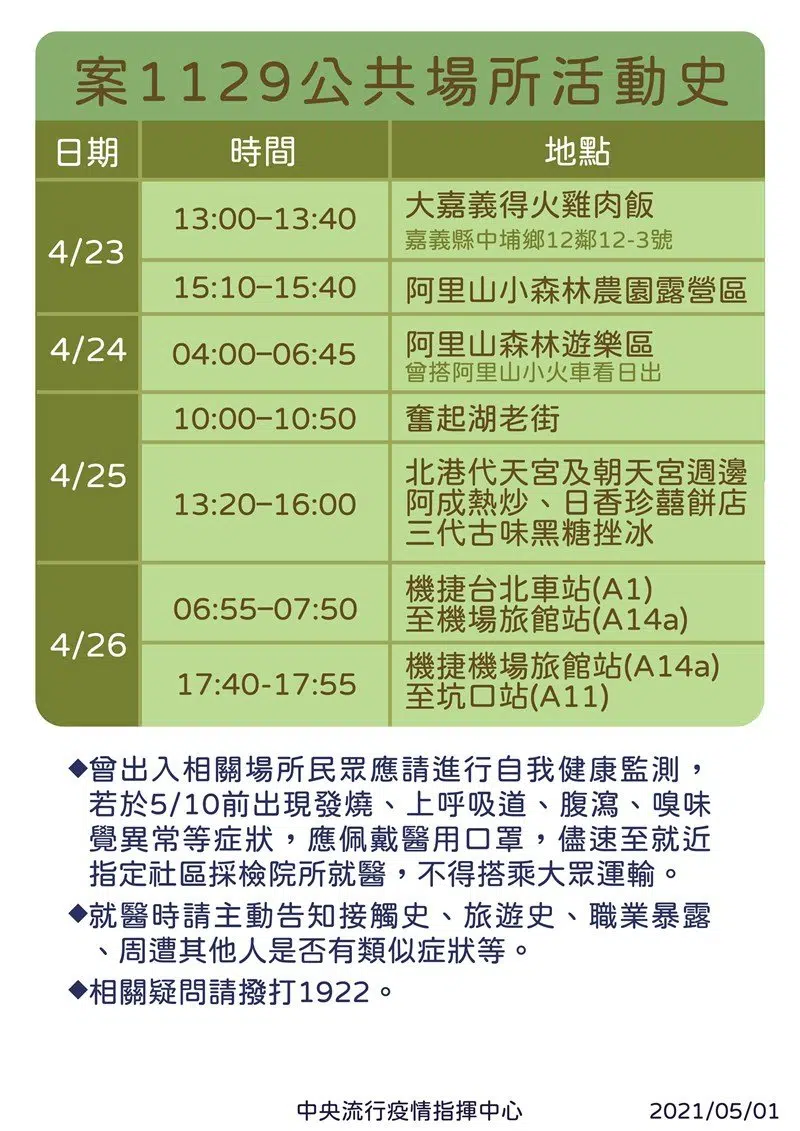 案1129公共場所活動史
日期 時間 地點
4/23
13:00–13:40
大嘉義得火雞肉飯
嘉義縣中埔鄉12鄰12-3號
15:10–15:40
阿里山小森林農園露營區
4/24
04:00–06:45
阿里山森林遊樂區
曾搭阿里山小火車看日出
4/25
10:00–10:50
奮起湖老街
13:20–16:00
北港代天宮及朝天宮週邊
阿成熱炒、日香珍囍餅店
三代古味黑糖挫冰
4/26
06:55–07:50
機捷台北車站(A1)
至機場旅館站(A14a)
17:40-17:55
機捷機場旅館站(A14a)
至坑口站(A11)
◆曾出入相關場所民眾應請進行自我健康監測，
若於5/10前出現發燒、上呼吸道、腹瀉、嗅味
覺異常等症狀，應佩戴醫用口罩，儘速至就近
指定社區採檢院所就醫，不得搭乘大眾運輸。
◆就醫時請主動告知接觸史、旅遊史、職業暴露
、周遭其他人是否有類似症狀等。
◆相關疑問請撥打1922。
中央流行疫情指揮中心 2021/05/01